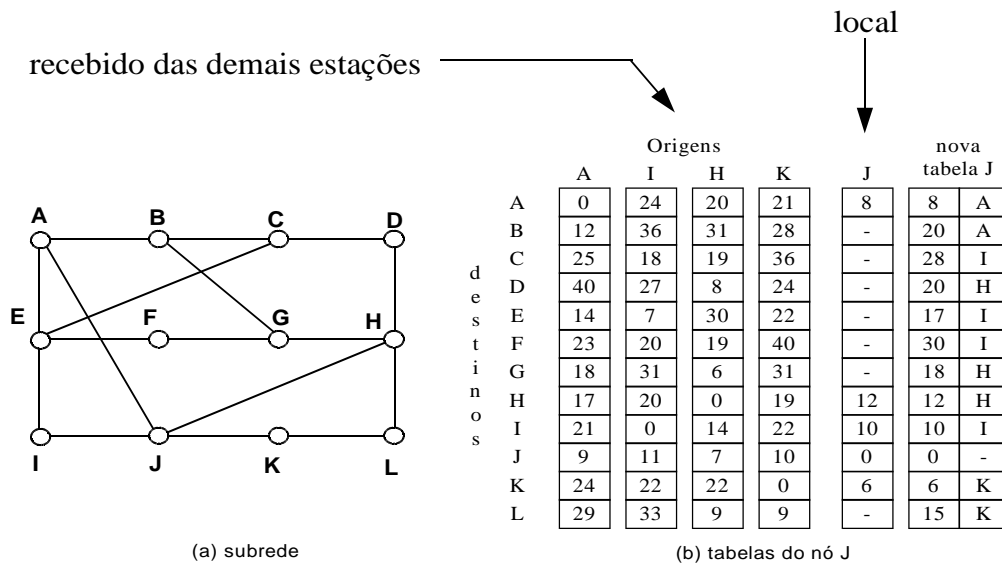 local
recebido das demais estações
Origens
nova
tabela J
A I H K J
A 0 24 20 21 8 8 A
B 12 36 31 28 - 20 A
C 25 18 19 36 - 28 I
D 40 27 8 24 - 20 H
E 14 7 30 22 - 17 I
F 23 20 19 40 - 30 I
G 18 31 6 31 - 18 H
H 17 20 0 19 12 12 H
I 21 0 14 22 10 10 I
J 9 11 7 10 0 0 -
K 24 22 22 0 6 6 K
L 29 33 9 9 - 15 K
destinos
A B C D
E F G H
I J K L
(a) subrede
(b) tabelas do nó J